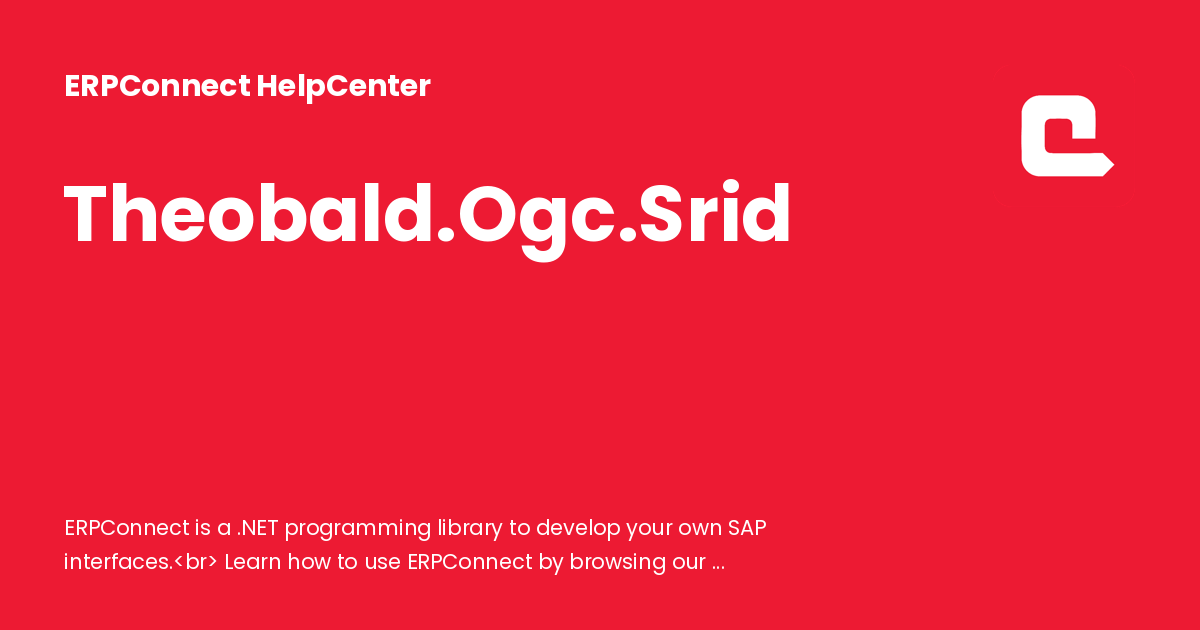 ERPConnect HelpCenter
Theobald.Ogc.Srid
ERPConnect is a .NET programming library to develop your own SAP
interfaces.<br> Learn how to use ERPConnect by browsing our ...